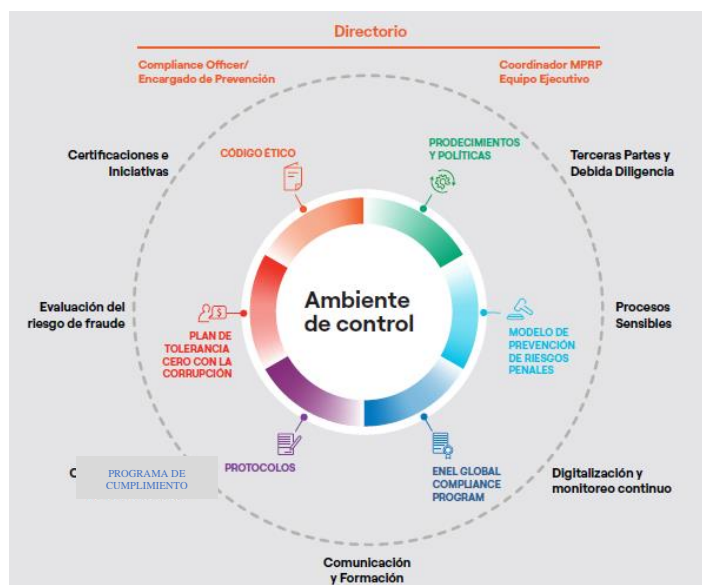 Directorio
Compliance Officer/
Encargado de Prevención
Coordinador MPRP
Equipo Ejecutivo
Certificaciones e
Iniciativas
CÓDIGO ÉTICO
PRODECIMIENTOS
Y POLÍTICAS
Terceras Partes y
Debida Diligencia
Evaluación del
riesgo de fraude
Ambiente
de control
Procesos
Sensibles
PLAN DE
TOLERANCIA
CERO CON LA
CORRUPCIÓN
MODELO DE
PREVENCIÓN
DE RIESGOS
PENALES
PROGRAMA DE
CUMPLIMIENTO
PROTOCOLOS
ENEL GLOBAL
COMPLIANCE
PROGRAM
Digitalización y
monitoreo continuo
Comunicación
y Formación